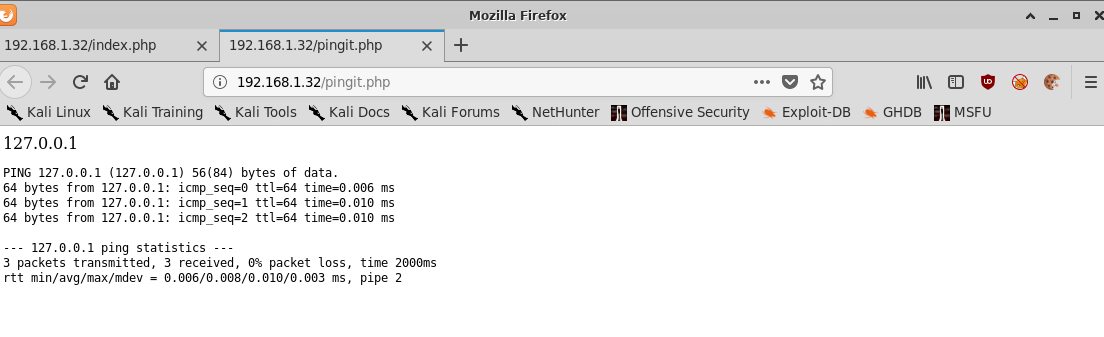 Mozilla Firefox
192.168.1.32/index.php 192.168.1.32/pingit.php
192.168.1.32/pingit.php
Kali Linux Kali Training Kali Tools Kali Docs Kali Forums NetHunter Offensive Security Exploit-DB GHDB MSFU
127.0.0.1
PING 127.0.0.1 (127.0.0.1) 56(84) bytes of data.
64 bytes from 127.0.0.1: icmp_seq=0 ttl=64 time=0.006 ms
64 bytes from 127.0.0.1: icmp_seq=1 ttl=64 time=0.010 ms
64 bytes from 127.0.0.1: icmp_seq=2 ttl=64 time=0.010 ms
--- 127.0.0.1 ping statistics ---
3 packets transmitted, 3 received, 0% packet loss, time 2000ms
rtt min/avg/max/mdev = 0.006/0.008/0.010/0.003 ms, pipe 2